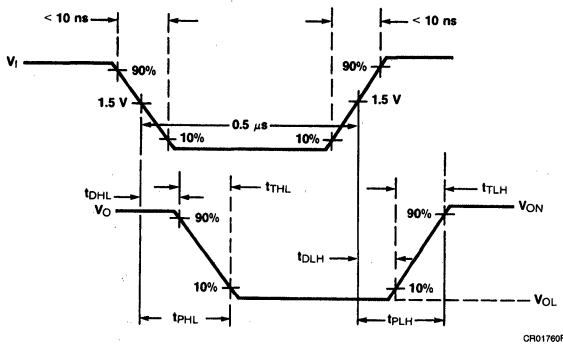 < 10 ns
< 10 ns
VI
90%
90%
1.5 V
1.5 V
0.5 μs
10%
10%
tDHL
tTHL
tTLH
VO
90%
90%
VON
tDLH
10%
10%
VOL
tPHL
tPLH
CR01760F